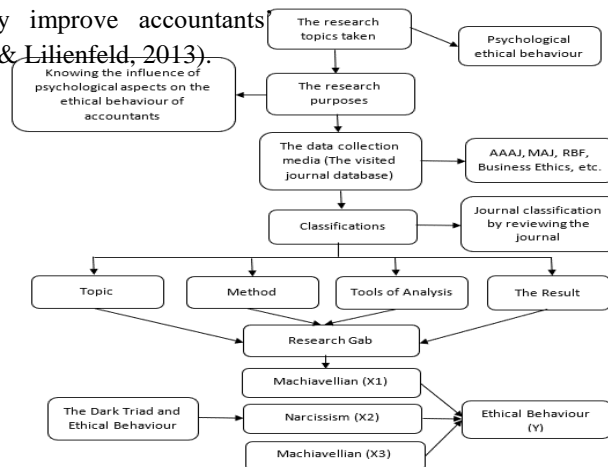 y improve accountants'
& Lilienfeld, 2013).
The research
topics taken
Psychological
ethical behaviour
Knowing the influence of
psychological aspects on the
ethical behaviour of
accountants
The research
purposes
The data collection
media (The visited
journal database)
AAAJ, MAJ, RBF,
Business Ethics, etc.
Classifications
Journal classification
by reviewing the
journal
Topic
Method
Tools of Analysis
The Result
Research Gab
Machiavellian (X1)
The Dark Triad and
Ethical Behaviour
Narcissism (X2)
Ethical Behaviour
(Y)
Machiavellian (X3)